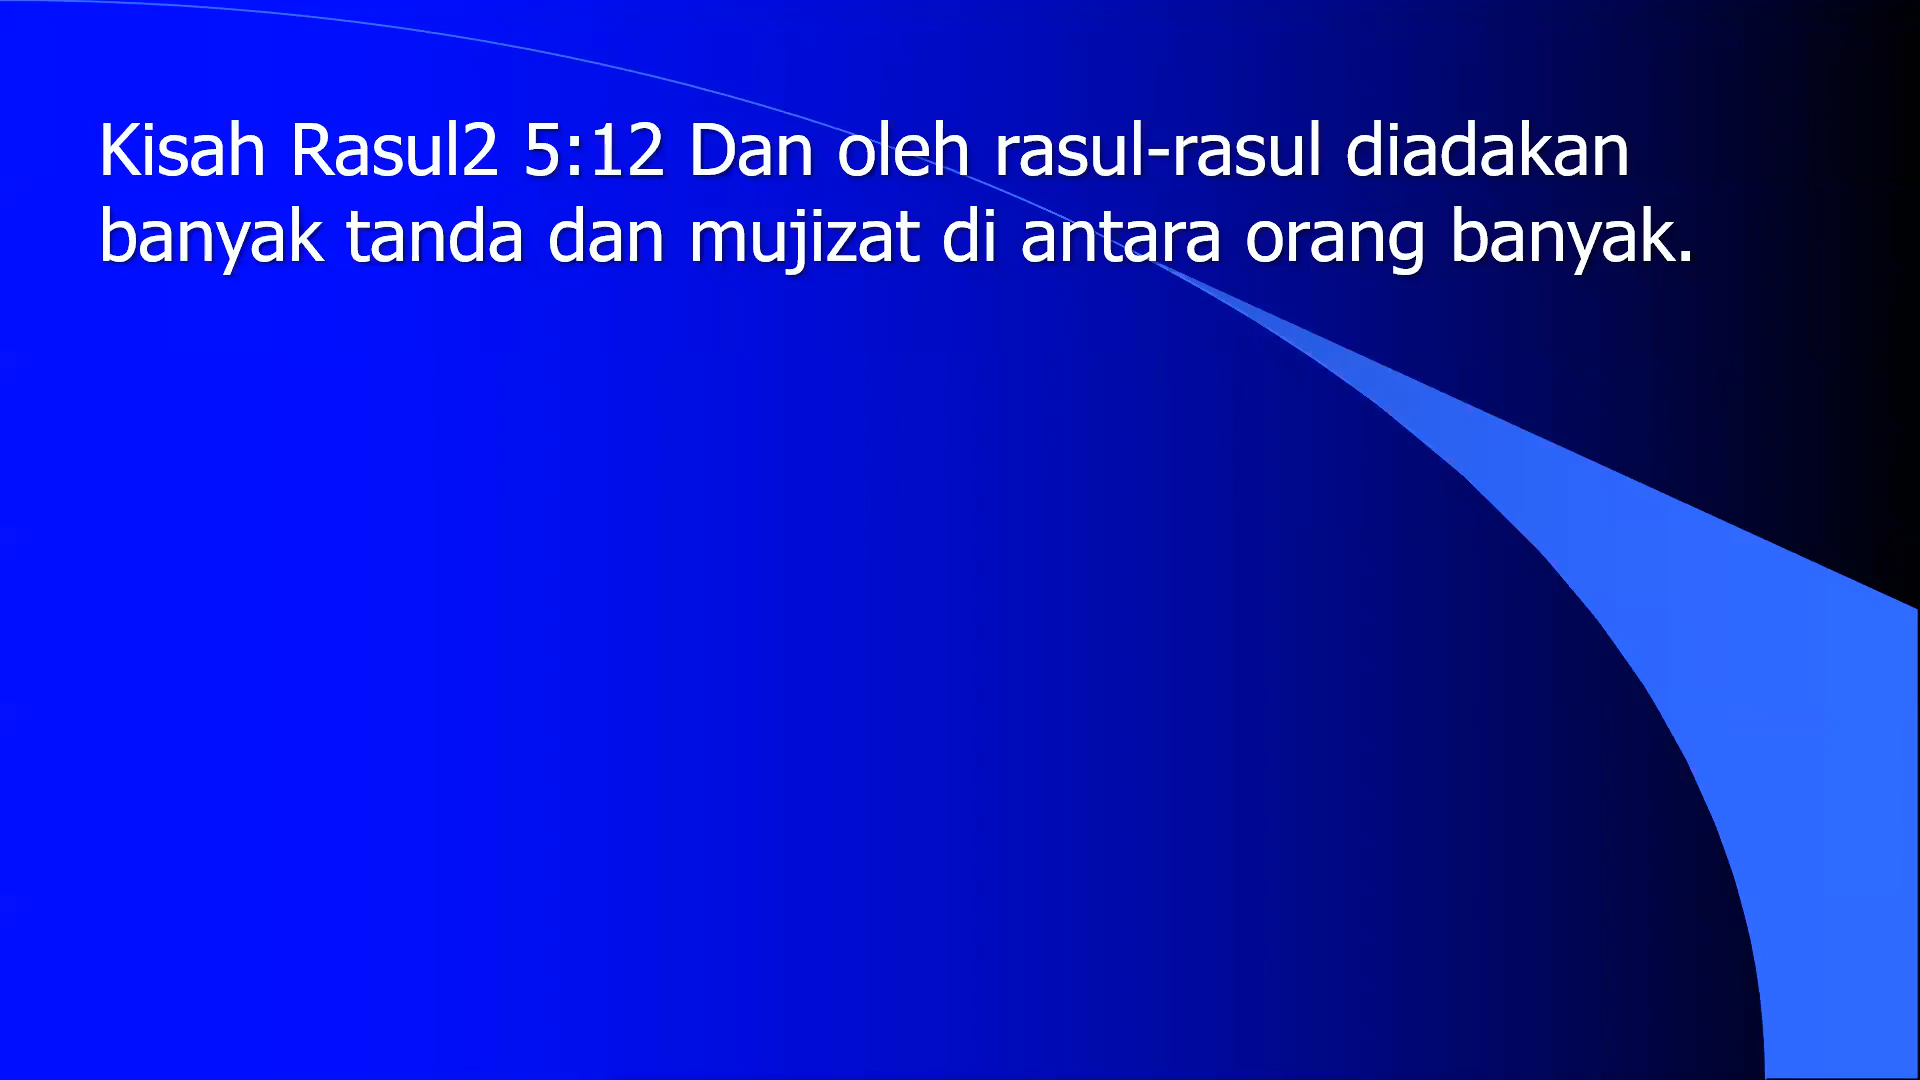 Kisah Rasul2 5:12 Dan oleh rasul-rasul diadakan
banyak tanda dan mujizat di antara orang banyak.